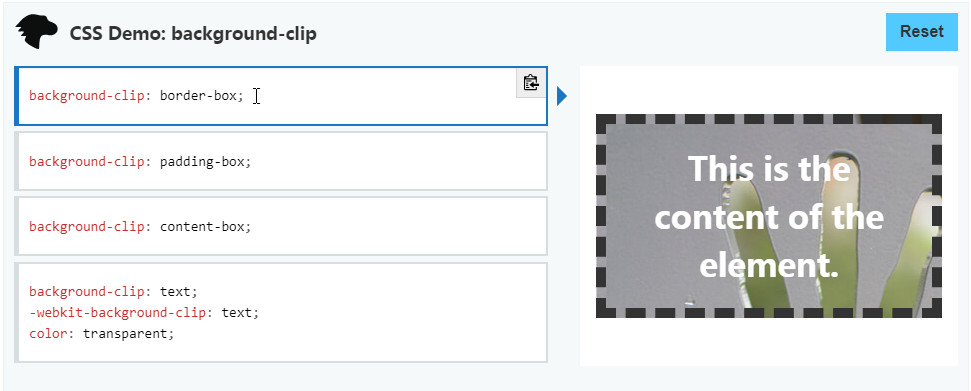 CSS Demo: background-clip
Reset
background-clip: border-box;
background-clip: padding-box;
background-clip: content-box;
background-clip: text;
-webkit-background-clip: text;
color: transparent;
This is the
content of the
element.